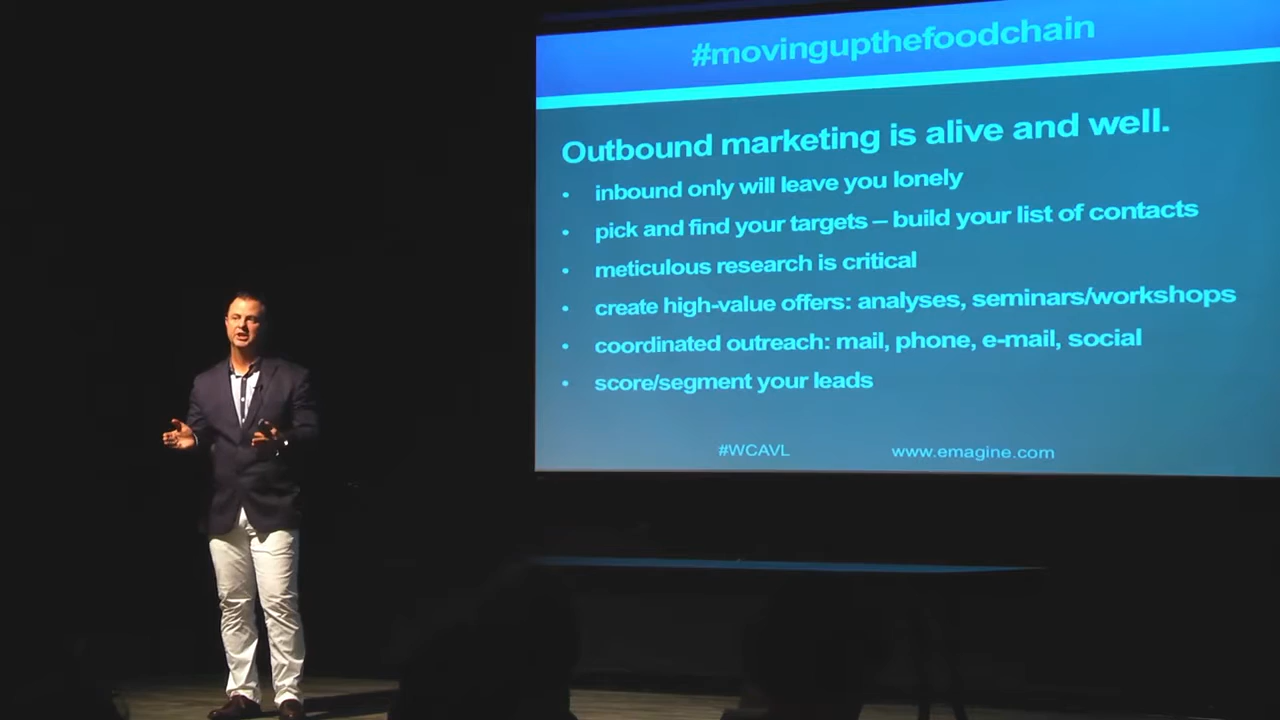 #movingupthefoodchain
Outbound marketing is alive and well.
• inbound only will leave you lonely
• pick and find your targets – build your list of contacts
• meticulous research is critical
• create high-value offers: analyses, seminars/workshops
• coordinated outreach: mail, phone, e-mail, social
• score/segment your leads
#WCAVL www.emagine.com